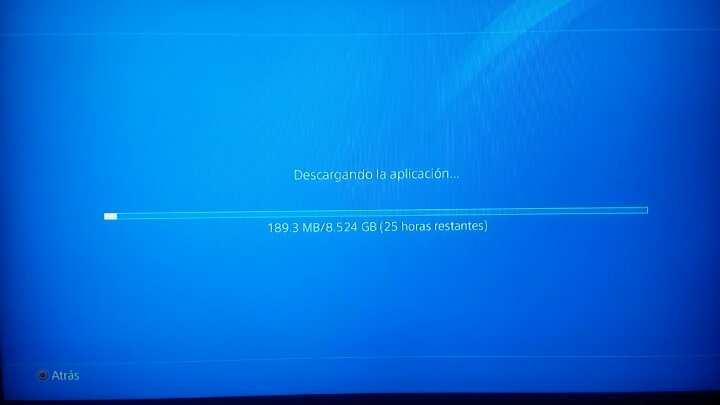 Descargando la aplicación...
189.3 MB/8.524 GB (25 horas restantes)
Atrás